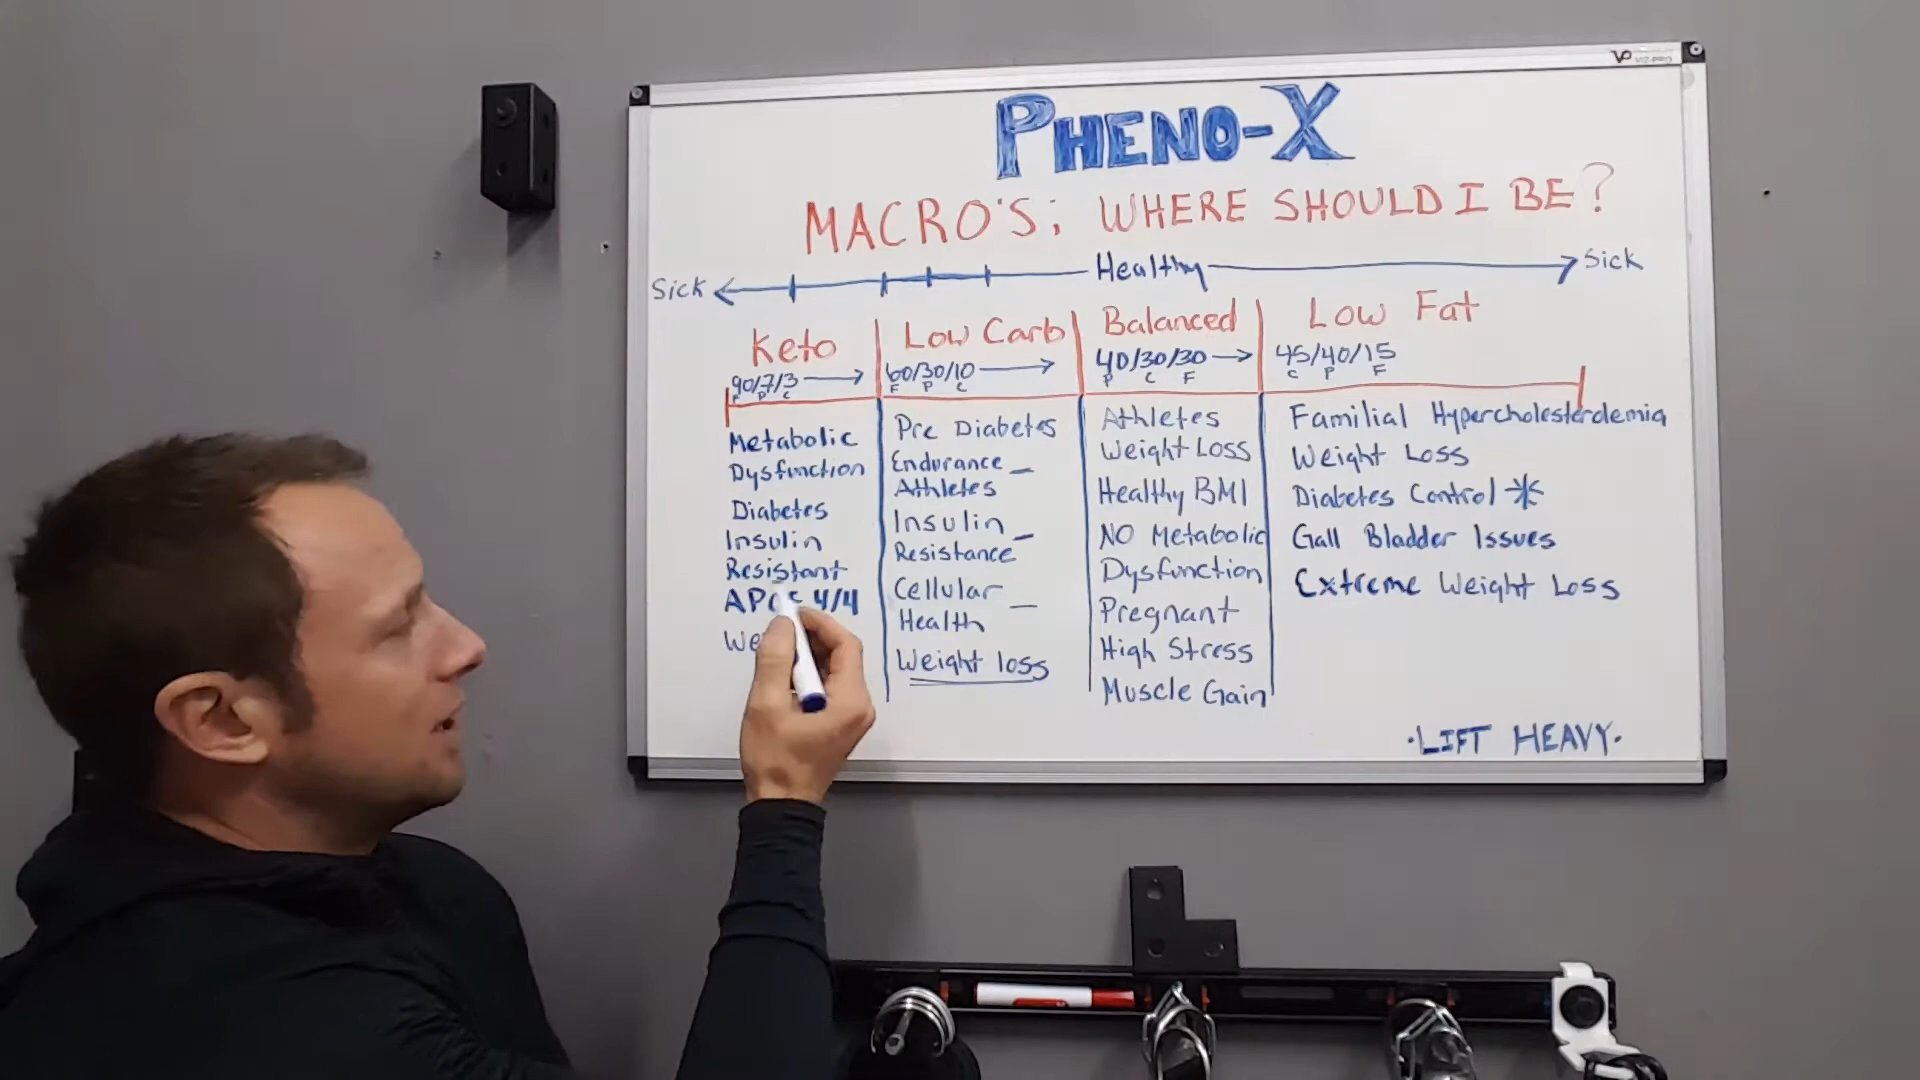 VIZ-PRO
PHENO-X
MACRO'S; WHERE SHOULD I BE?
Sick Healthy Sick
Keto
90/7/3
F P C
Metabolic
Dysfunction
Diabetes
Insulin
Resistant
4/4
Low Carb
60/30/10
F P C
Pre Diabetes
Endurance
Athletes
Insulin
Resistance
Cellular
Health
Weight loss
Balanced
40/30/30
P C F
Athletes
Weight Loss
Healthy BMI
NO Metabolic
Dysfunction
Pregnant
High Stress
Muscle Gain
Low Fat
45/40/15
C P F
Familial Hypercholesterolemia
Weight Loss
Diabetes Control *
Gall Bladder Issues
Extreme Weight Loss
·LIFT HEAVY·